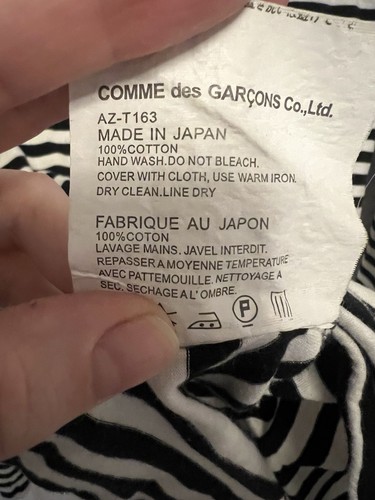 COMME des GARÇONS Co.,Ltd.
AZ-T163
MADE IN JAPAN
100%COTTON
HAND WASH.DO NOT BLEACH.
COVER WITH CLOTH, USE WARM IRON.
DRY CLEAN.LINE DRY
FABRIQUE AU JAPON
100%COTON
LAVAGE MAINS. JAVEL INTERDIT.
REPASSER A MOYENNE TEMPERATURE
AVEC PATTEMOUILLE. NETTOYAGE A
SEC. SECHAGE A L'OMBRE.
P